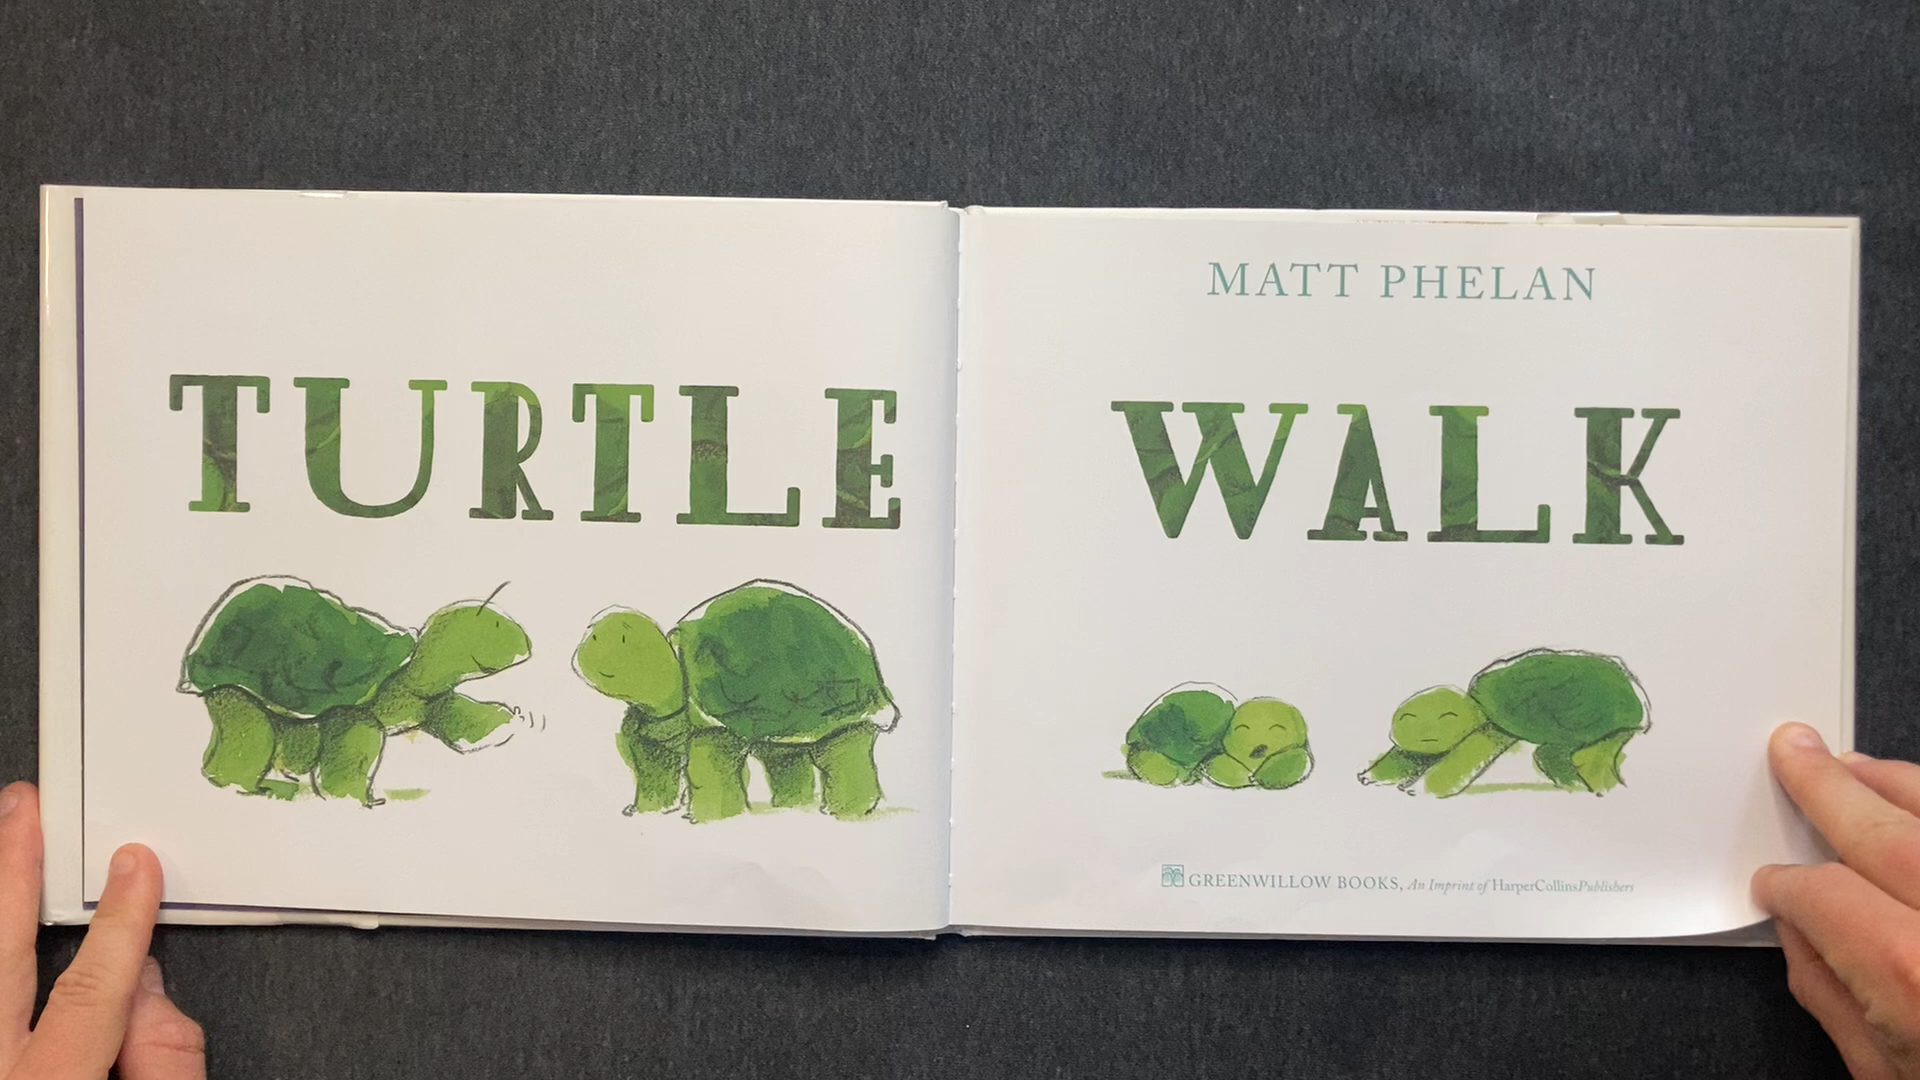 TURTLE
MATT PHELAN
WALK
GREENWILLOW BOOKS, An Imprint of HarperCollinsPublishers